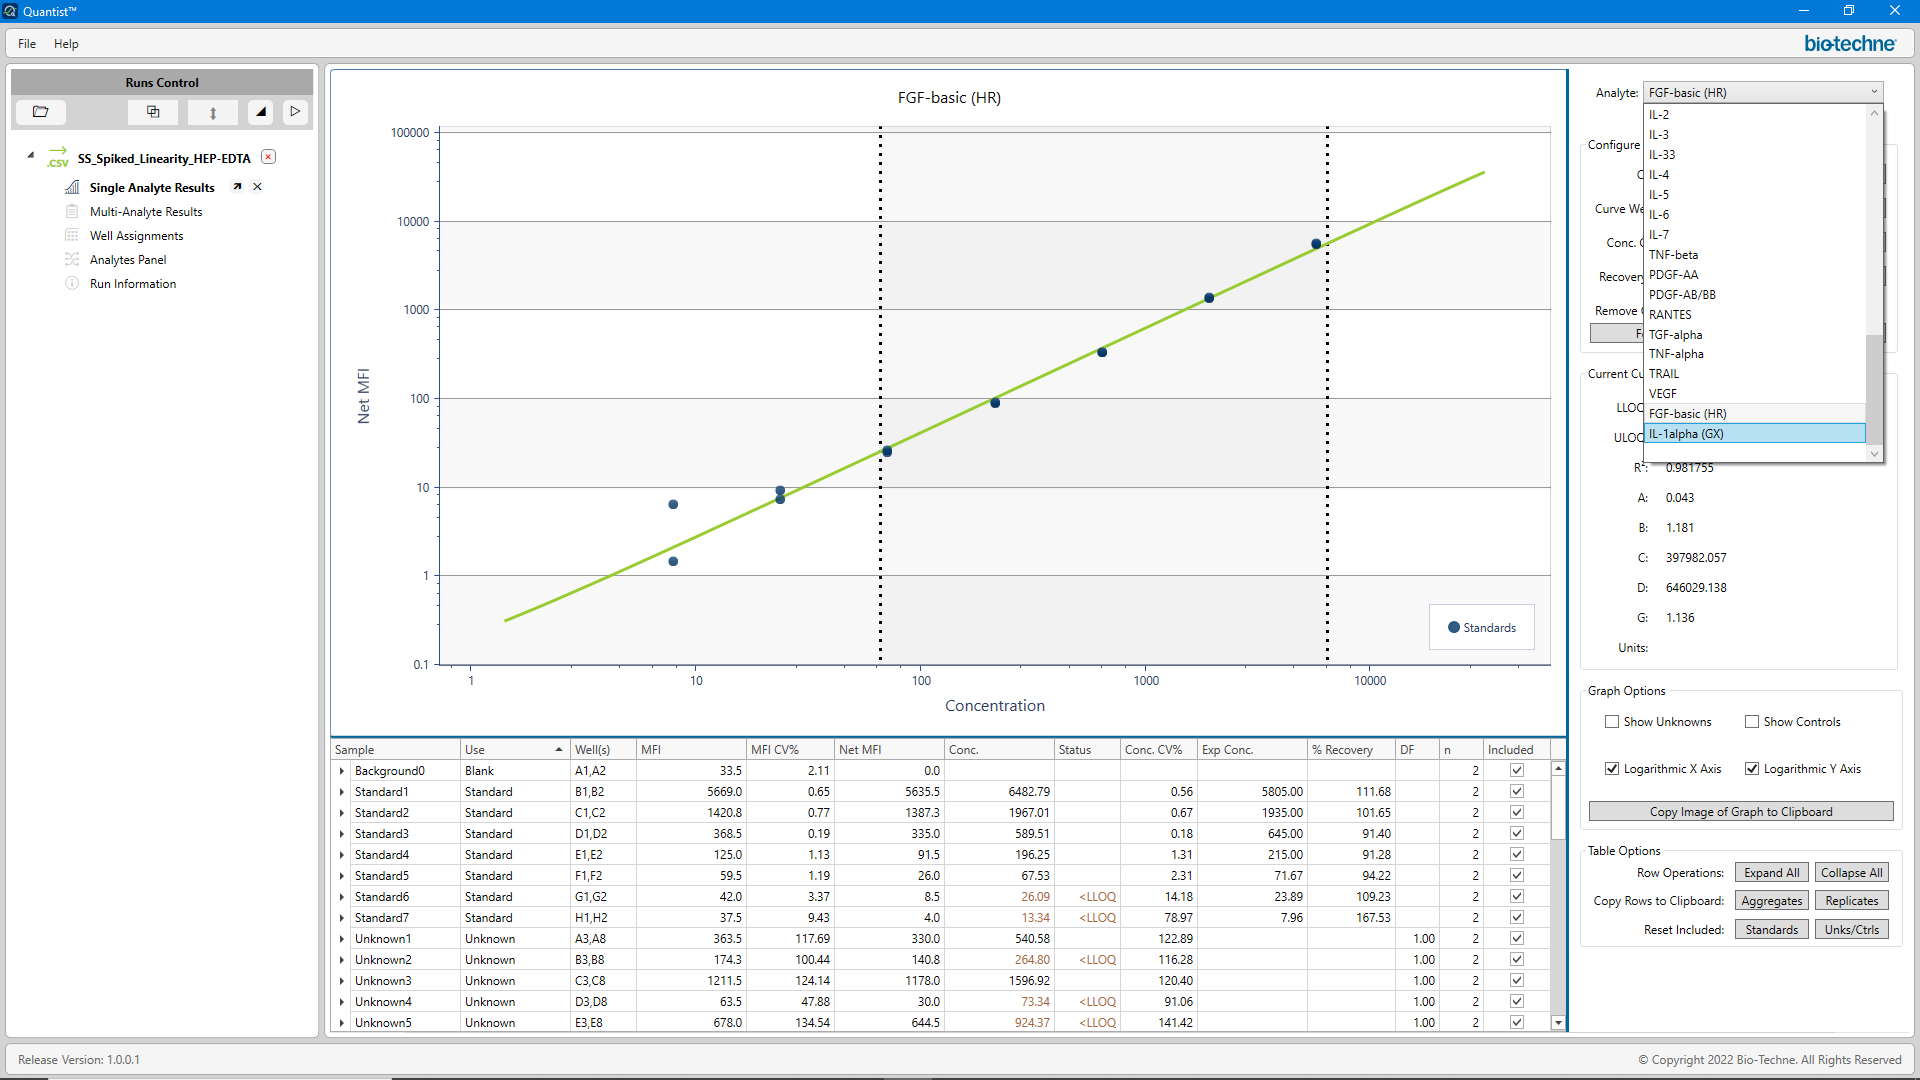 Quantist™
File Help
bio-techne
Runs Control
.csv SS_Spiked_Linearity_HEP-EDTA
Single Analyte Results
Multi-Analyte Results
Well Assignments
Analytes Panel
Run Information
FGF-basic (HR)
100000
10000
1000
100
10
1
0.1
Net MFI
1 10 100 1000 10000
Concentration
Standards
Analyte: FGF-basic (HR)
IL-2
IL-3
IL-33
IL-4
IL-5
IL-6
IL-7
TNF-beta
PDGF-AA
PDGF-AB/BB
RANTES
TGF-alpha
TNF-alpha
TRAIL
VEGF
FGF-basic (HR)
IL-1alpha (GX)
Configure
Curve We
Conc. C
Recovery
Remove
Current Cu
LLOQ
ULOQ
R²: 0.981755
A: 0.043
B: 1.181
C: 397982.057
D: 646029.138
G: 1.136
Units:
Graph Options
Show Unknowns Show Controls
Logarithmic X Axis Logarithmic Y Axis
Copy Image of Graph to Clipboard
Table Options
Row Operations: Expand All Collapse All
Copy Rows to Clipboard: Aggregates Replicates
Reset Included: Standards Unks/Ctrls
Sample Use Well(s) MFI MFI CV% Net MFI Conc. Status Conc. CV% Exp Conc. % Recovery DF n Included
Background0 Blank A1,A2 33.5 2.11 0.0 2
Standard1 Standard B1,B2 5669.0 0.65 5635.5 6482.79 0.56 5805.00 111.68 2
Standard2 Standard C1,C2 1420.8 0.77 1387.3 1967.01 0.67 1935.00 101.65 2
Standard3 Standard D1,D2 368.5 0.19 335.0 589.51 0.18 645.00 91.40 2
Standard4 Standard E1,E2 125.0 1.13 91.5 196.25 1.31 215.00 91.28 2
Standard5 Standard F1,F2 59.5 1.19 26.0 67.53 2.31 71.67 94.22 2
Standard6 Standard G1,G2 42.0 3.37 8.5 26.09 <LLOQ 14.18 23.89 109.23 2
Standard7 Standard H1,H2 37.5 9.43 4.0 13.34 <LLOQ 78.97 7.96 167.53 2
Unknown1 Unknown A3,A8 363.5 117.69 330.0 540.58 122.89 1.00 2
Unknown2 Unknown B3,B8 174.3 100.44 140.8 264.80 <LLOQ 116.28 1.00 2
Unknown3 Unknown C3,C8 1211.5 124.14 1178.0 1596.92 120.40 1.00 2
Unknown4 Unknown D3,D8 63.5 47.88 30.0 73.34 <LLOQ 91.06 1.00 2
Unknown5 Unknown E3,E8 678.0 134.54 644.5 924.37 <LLOQ 141.42 1.00 2
Release Version: 1.0.0.1
© Copyright 2022 Bio-Techne. All Rights Reserved